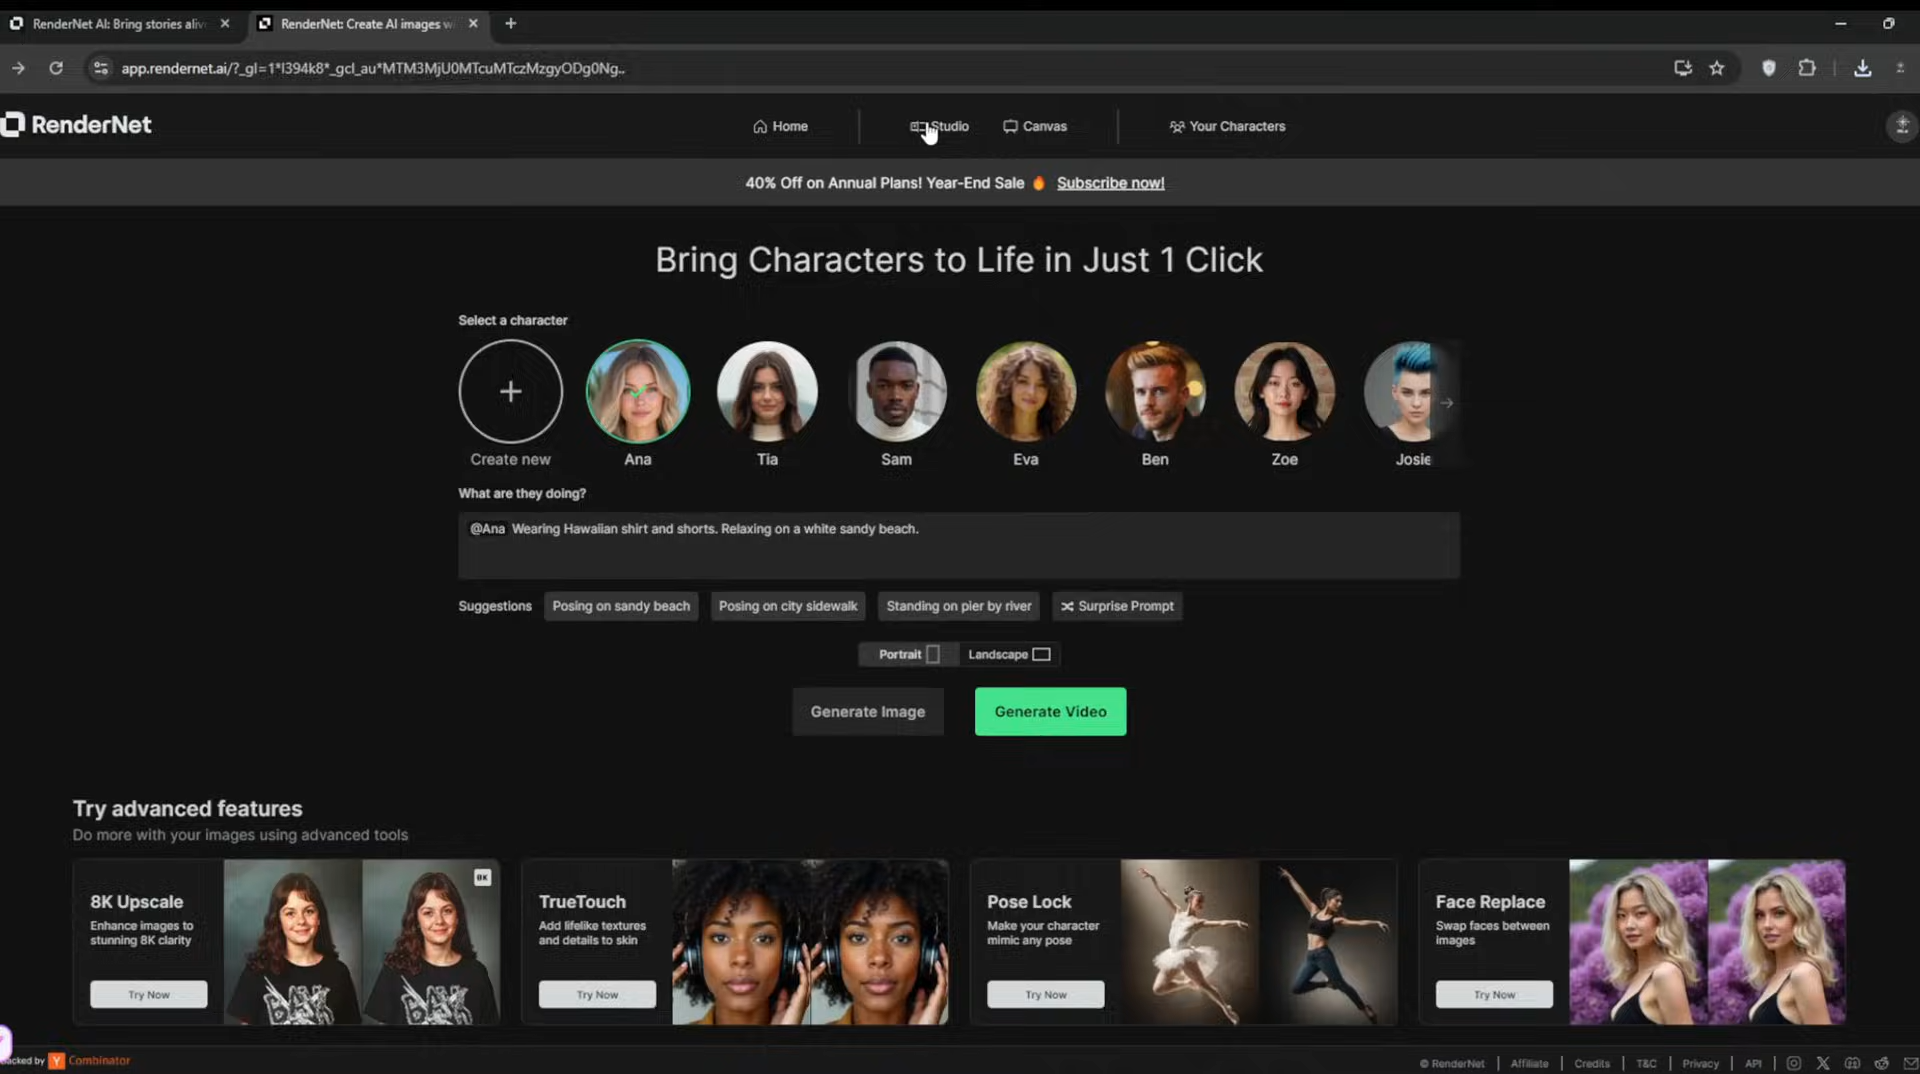 RenderNet AI: Bring stories aliv
RenderNet: Create AI images w
app.rendernet.ai/?_gl=1*l394k8*_gcl_au*MTM3MjU0MTcuMTczMzgyODg0Ng..
RenderNet
Home
Studio
Canvas
Your Characters
40% Off on Annual Plans! Year-End Sale 🔥 Subscribe now!
Bring Characters to Life in Just 1 Click
Select a character
Create new
Ana
Tia
Sam
Eva
Ben
Zoe
Josie
What are they doing?
@Ana Wearing Hawaiian shirt and shorts. Relaxing on a white sandy beach.
Suggestions
Posing on sandy beach
Posing on city sidewalk
Standing on pier by river
Surprise Prompt
Portrait
Landscape
Generate Image
Generate Video
Try advanced features
Do more with your images using advanced tools
8K Upscale
Enhance images to
stunning 8K clarity
Try Now
8K
TrueTouch
Add lifelike textures
and details to skin
Try Now
Pose Lock
Make your character
mimic any pose
Try Now
Face Replace
Swap faces between
images
Try Now
acked by Y Combinator
© RenderNet
Affiliate
Credits
T&C
Privacy
API